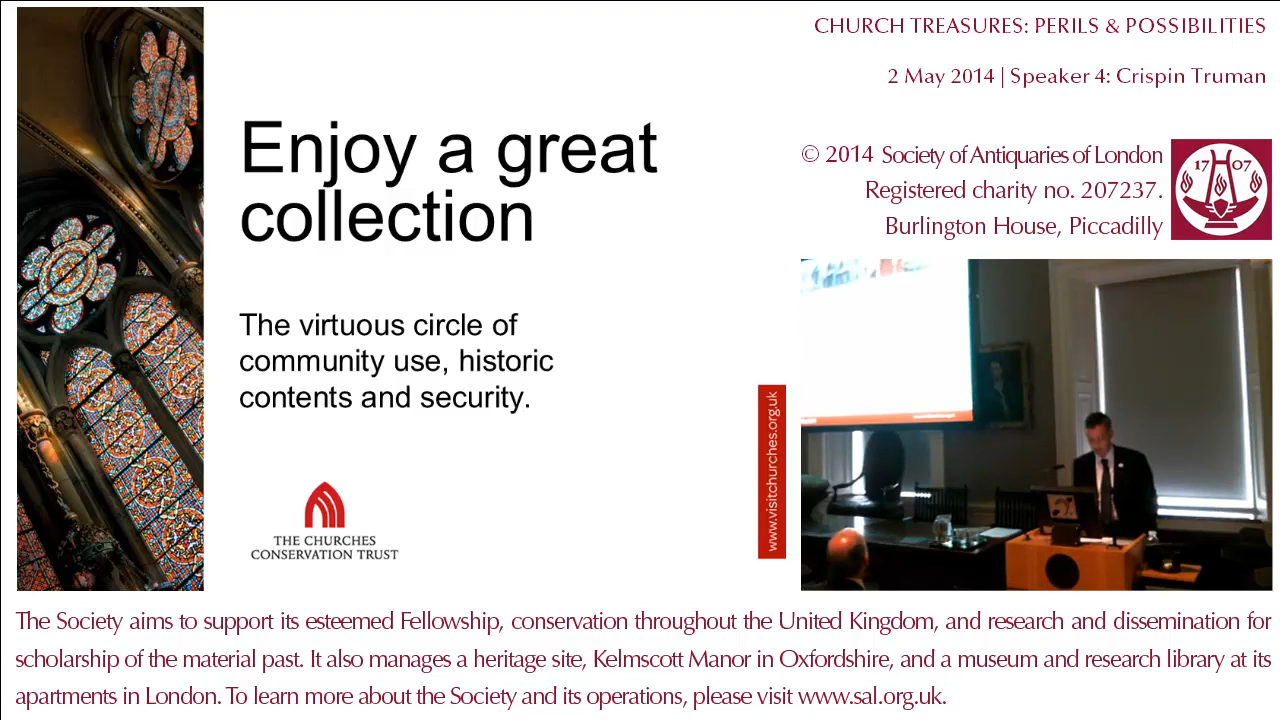 CHURCH TREASURES: PERILS & POSSIBILITIES
2 May 2014 | Speaker 4: Crispin Truman
© 2014 Society of Antiquaries of London
Registered charity no. 207237.
Burlington House, Piccadilly
17 07
Enjoy a great
collection
The virtuous circle of
community use, historic
contents and security.
THE CHURCHES
CONSERVATION TRUST
www.visitchurches.org.uk
The Society aims to support its esteemed Fellowship, conservation throughout the United Kingdom, and research and dissemination for
scholarship of the material past. It also manages a heritage site, Kelmscott Manor in Oxfordshire, and a museum and research library at its
apartments in London. To learn more about the Society and its operations, please visit www.sal.org.uk.